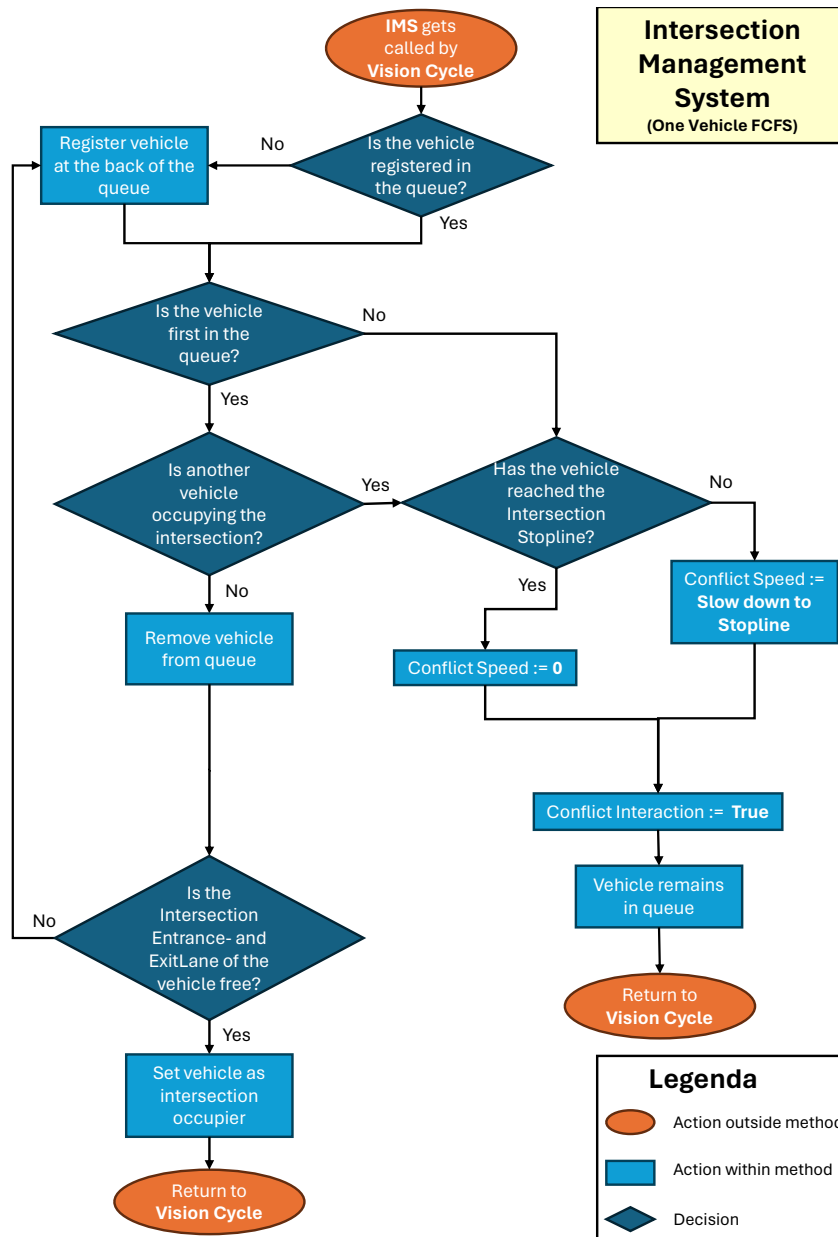 IMS gets
called by
Vision Cycle
Intersection
Management
System
(One Vehicle FCFS)
Register vehicle
at the back of the
queue
No
Is the vehicle
registered in
the queue?
Yes
Is the vehicle
first in the
queue?
No
Yes
Is another
vehicle
occupying the
intersection?
Yes
Has the vehicle
reached the
Intersection
Stopline?
No
No
Yes
Conflict Speed :=
Slow down to
Stopline
Remove vehicle
from queue
Conflict Speed := 0
Conflict Interaction := True
Vehicle remains
in queue
Return to
Vision Cycle
No
Is the
Intersection
Entrance- and
ExitLane of the
vehicle free?
Yes
Set vehicle as
intersection
occupier
Return to
Vision Cycle
Legenda
Action outside method
Action within method
Decision